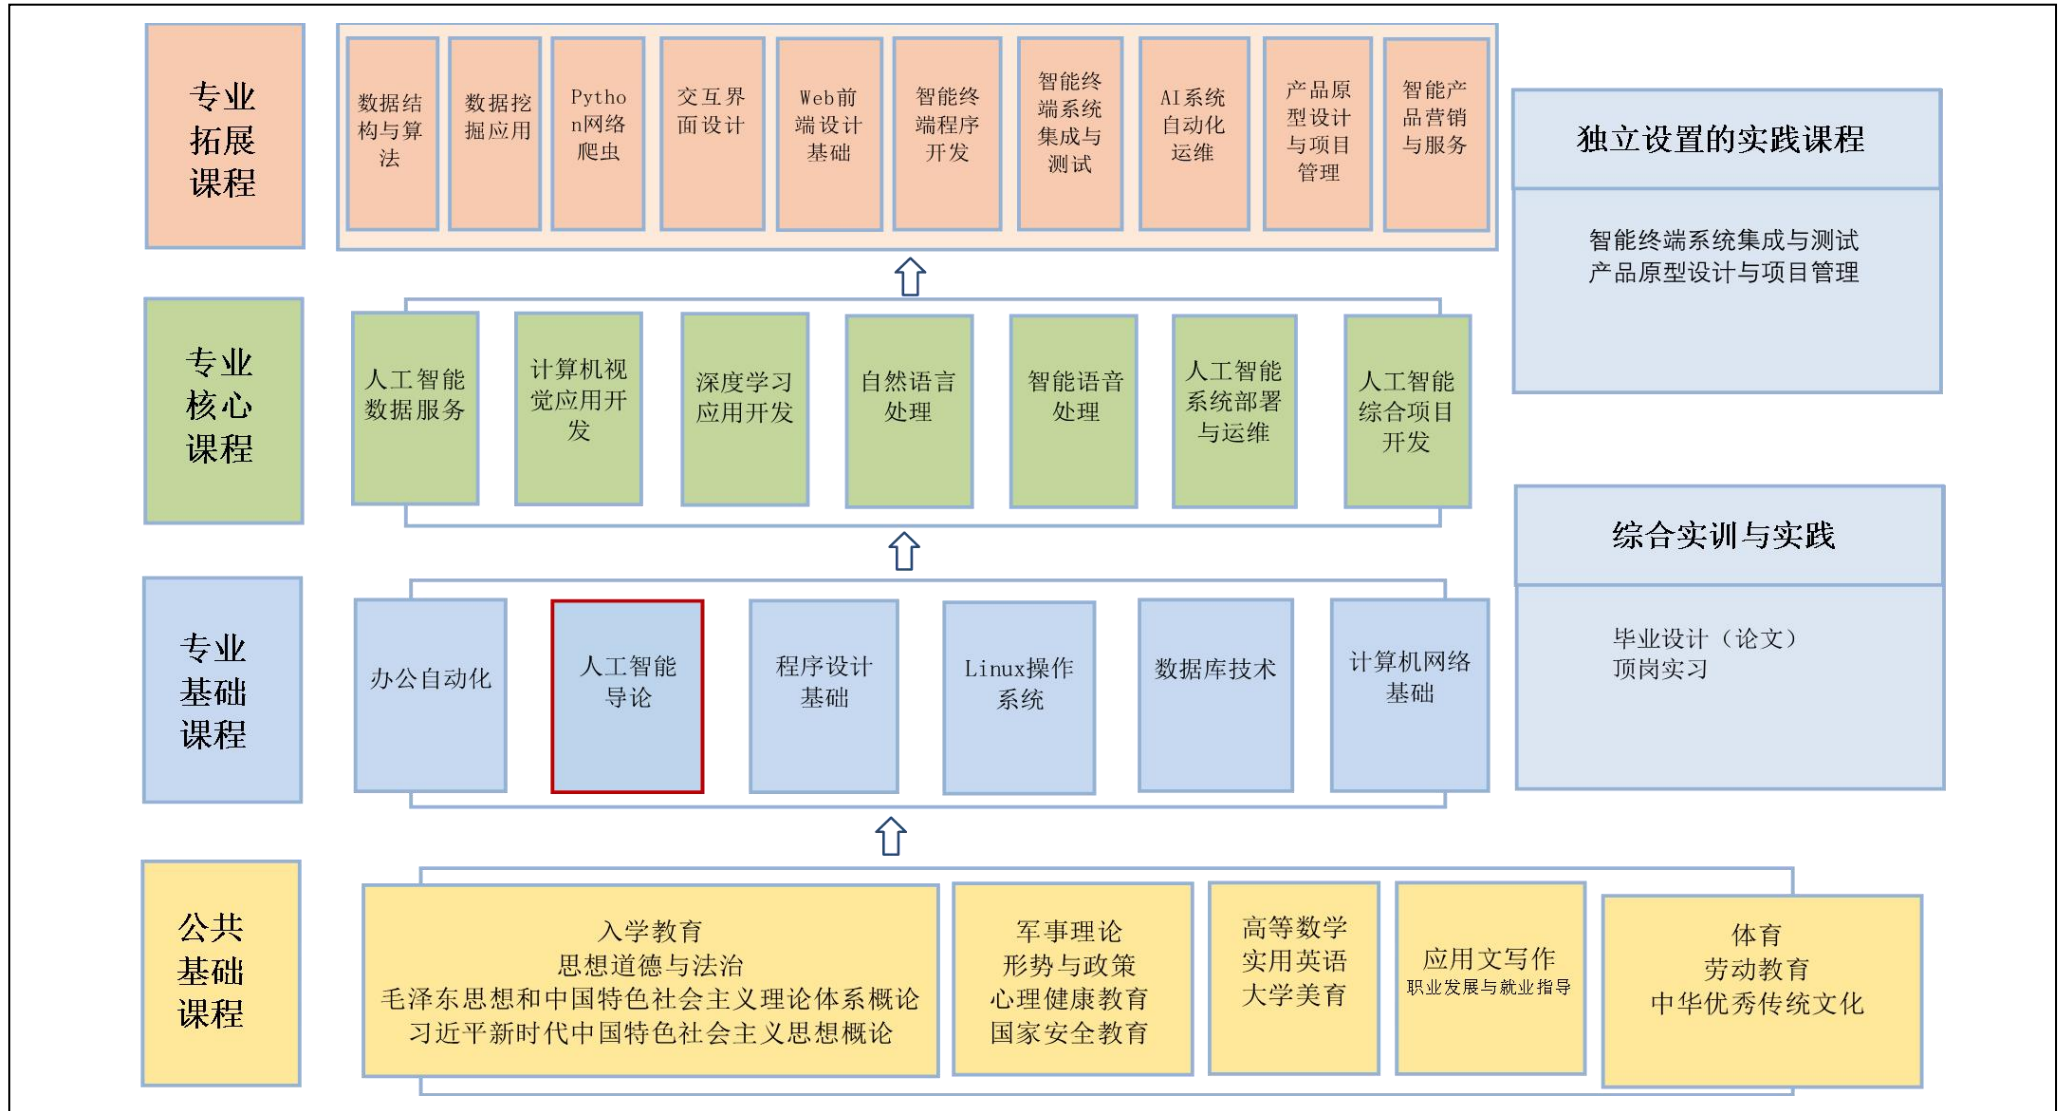 专业
拓展
课程
数据结
构与算
法
数据挖
掘应用
Pytho
n网络
爬虫
交互界
面设计
Web前
端设计
基础
智能终
端程序
开发
智能终
端系统
集成与
测试
AI系统
自动化
运维
产品原
型设计
与项目
管理
智能产
品营销
与服务
独立设置的实践课程
智能终端系统集成与测试
产品原型设计与项目管理
专业
核心
课程
人工智能
数据服务
计算机视
觉应用开
发
深度学习
应用开发
自然语言
处理
智能语音
处理
人工智能
系统部署
与运维
人工智能
综合项目
开发
综合实训与实践
毕业设计（论文）
顶岗实习
专业
基础
课程
办公自动化
人工智能
导论
程序设计
基础
Linux操作
系统
数据库技术
计算机网络
基础
公共
基础
课程
入学教育
思想道德与法治
毛泽东思想和中国特色社会主义理论体系概论
习近平新时代中国特色社会主义思想概论
军事理论
形势与政策
心理健康教育
国家安全教育
高等数学
实用英语
大学美育
应用文写作
职业发展与就业指导
体育
劳动教育
中华优秀传统文化